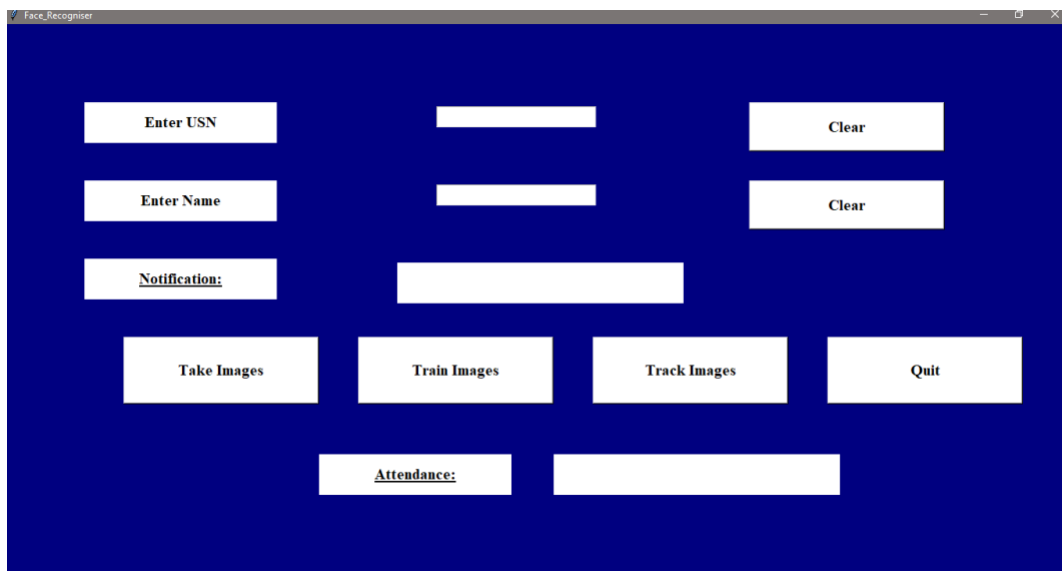 Face_Recogniser
Enter USN
Clear
Enter Name
Clear
Notification:
Take Images
Train Images
Track Images
Quit
Attendance: